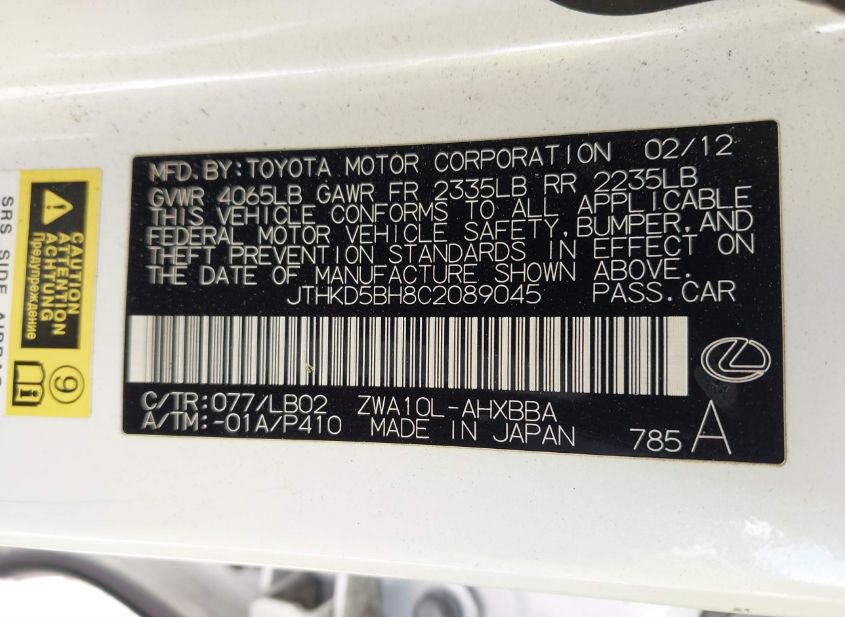 MFD. BY: TOYOTA MOTOR CORPORATION 02/12
GVWR 4065LB GAWR FR 2335LB RR 2235LB
THIS VEHICLE CONFORMS TO ALL APPLICABLE
FEDERAL MOTOR VEHICLE SAFETY, BUMPER, AND
THEFT PREVENTION STANDARDS IN EFFECT ON
THE DATE OF MANUFACTURE SHOWN ABOVE.
JTHKD5BH8C2089045 PASS.CAR
C/TR: 077/LB02 ZWA10L-AHXBBA
A/TM: -01A/P410 MADE IN JAPAN 785 A
CAUTION
ATTENTION
ACHTUNG
Предупреждение
9
SRS SIDE